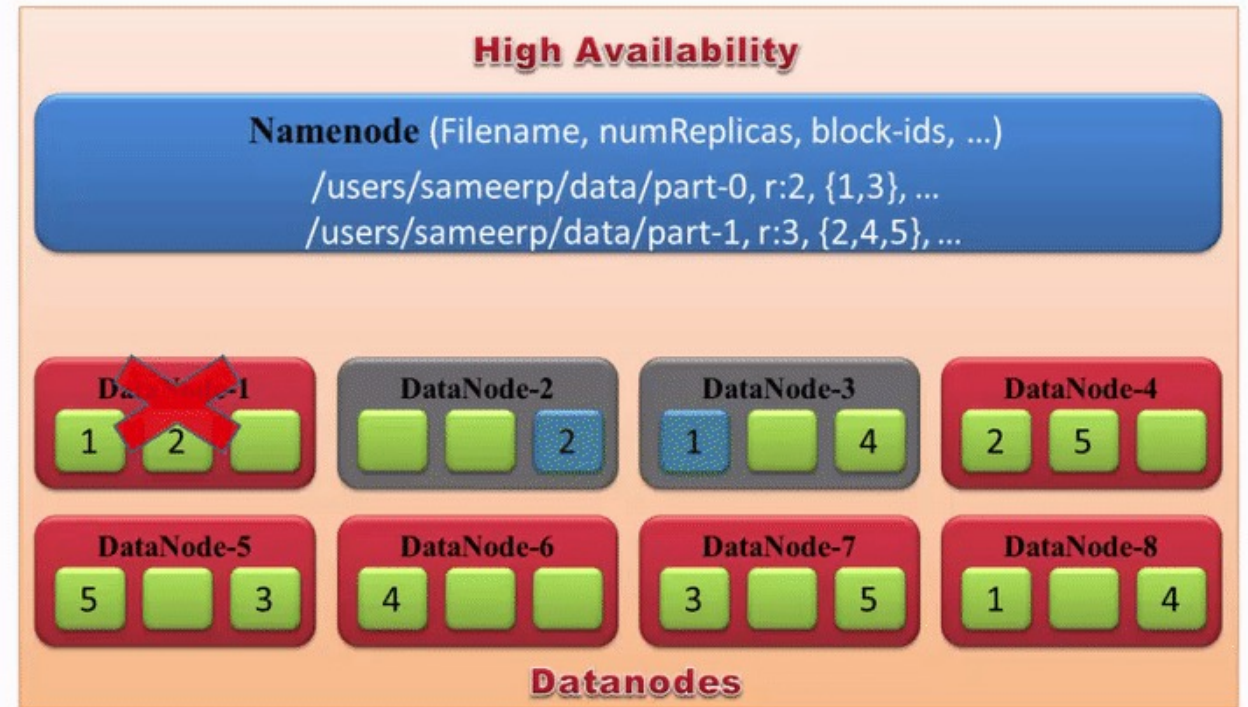 High Availability
Namenode (Filename, numReplicas, block-ids, ...)
/users/sameerp/data/part-0, r:2, {1,3}, ...
/users/sameerp/data/part-1, r:3, {2,4,5}, ...
DataNode-1 DataNode-2 DataNode-3 DataNode-4
1 2 2 1 4 2 5
DataNode-5 DataNode-6 DataNode-7 DataNode-8
5 3 4 3 5 1 4
Datanodes